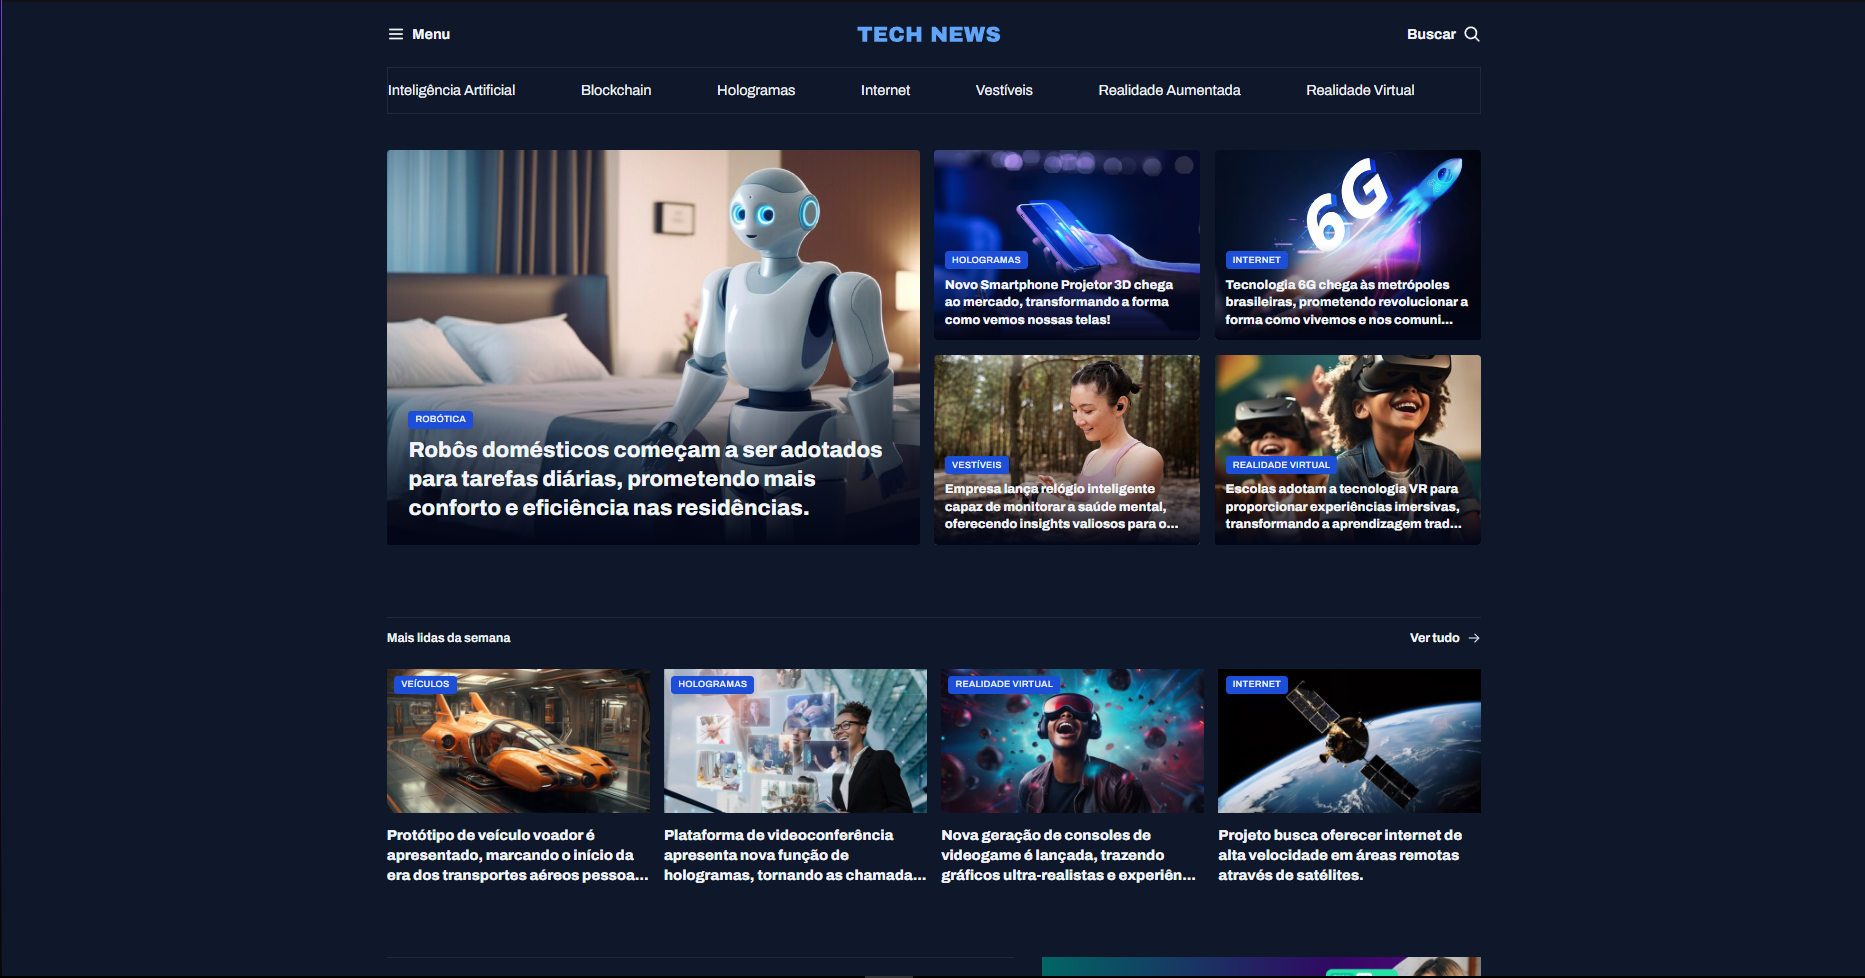 Menu
TECH NEWS
Buscar
Inteligência Artificial
Blockchain
Hologramas
Internet
Vestíveis
Realidade Aumentada
Realidade Virtual
ROBÓTICA
Robôs domésticos começam a ser adotados
para tarefas diárias, prometendo mais
conforto e eficiência nas residências.
HOLOGRAMAS
Novo Smartphone Projetor 3D chega
ao mercado, transformando a forma
como vemos nossas telas!
6G
INTERNET
Tecnologia 6G chega às metrópoles
brasileiras, prometendo revolucionar a
forma como vivemos e nos comuni...
VESTÍVEIS
Empresa lança relógio inteligente
capaz de monitorar a saúde mental,
oferecendo insights valiosos para o...
REALIDADE VIRTUAL
Escolas adotam a tecnologia VR para
proporcionar experiências imersivas,
transformando a aprendizagem trad...
Mais lidas da semana
Ver tudo
VEÍCULOS
Protótipo de veículo voador é
apresentado, marcando o início da
era dos transportes aéreos pessoa...
HOLOGRAMAS
Plataforma de videoconferência
apresenta nova função de
hologramas, tornando as chamada...
REALIDADE VIRTUAL
Nova geração de consoles de
videogame é lançada, trazendo
gráficos ultra-realistas e experiên...
INTERNET
Projeto busca oferecer internet de
alta velocidade em áreas remotas
através de satélites.